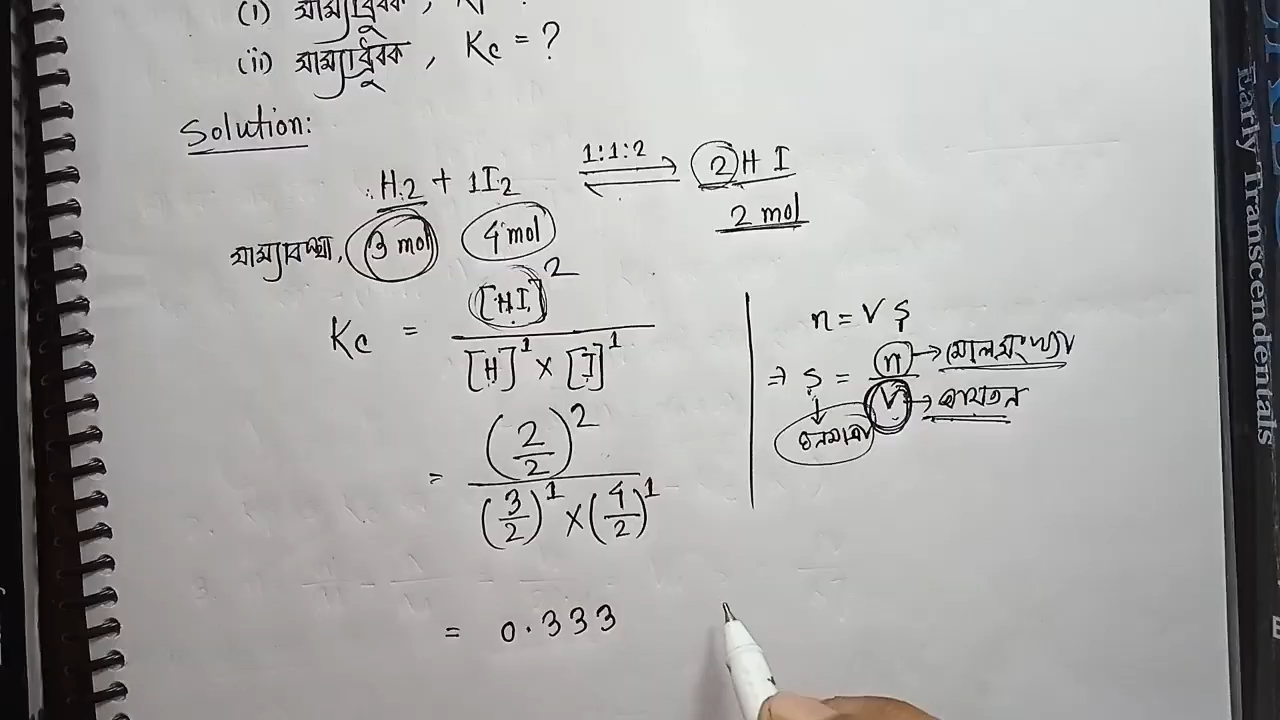 (i) সাম্যধ্রুবক,
(ii) সাম্যধ্রুবক, Kc = ?
Solution:
H2 + 1I2 1:1:2 ⇌ 2HI
সাম্যাবস্থা, 3 mol 4 mol 2 mol
Kc = [HI]^2 / [H]^1 × [I]^1
= (2/2)^2 / (3/2)^1 × (4/2)^1
= 0.333
n = VS
⇒ S = n/V
n → মোলসংখ্যা
V → আয়তন
ঘনমাত্রা
Early Transcendentals